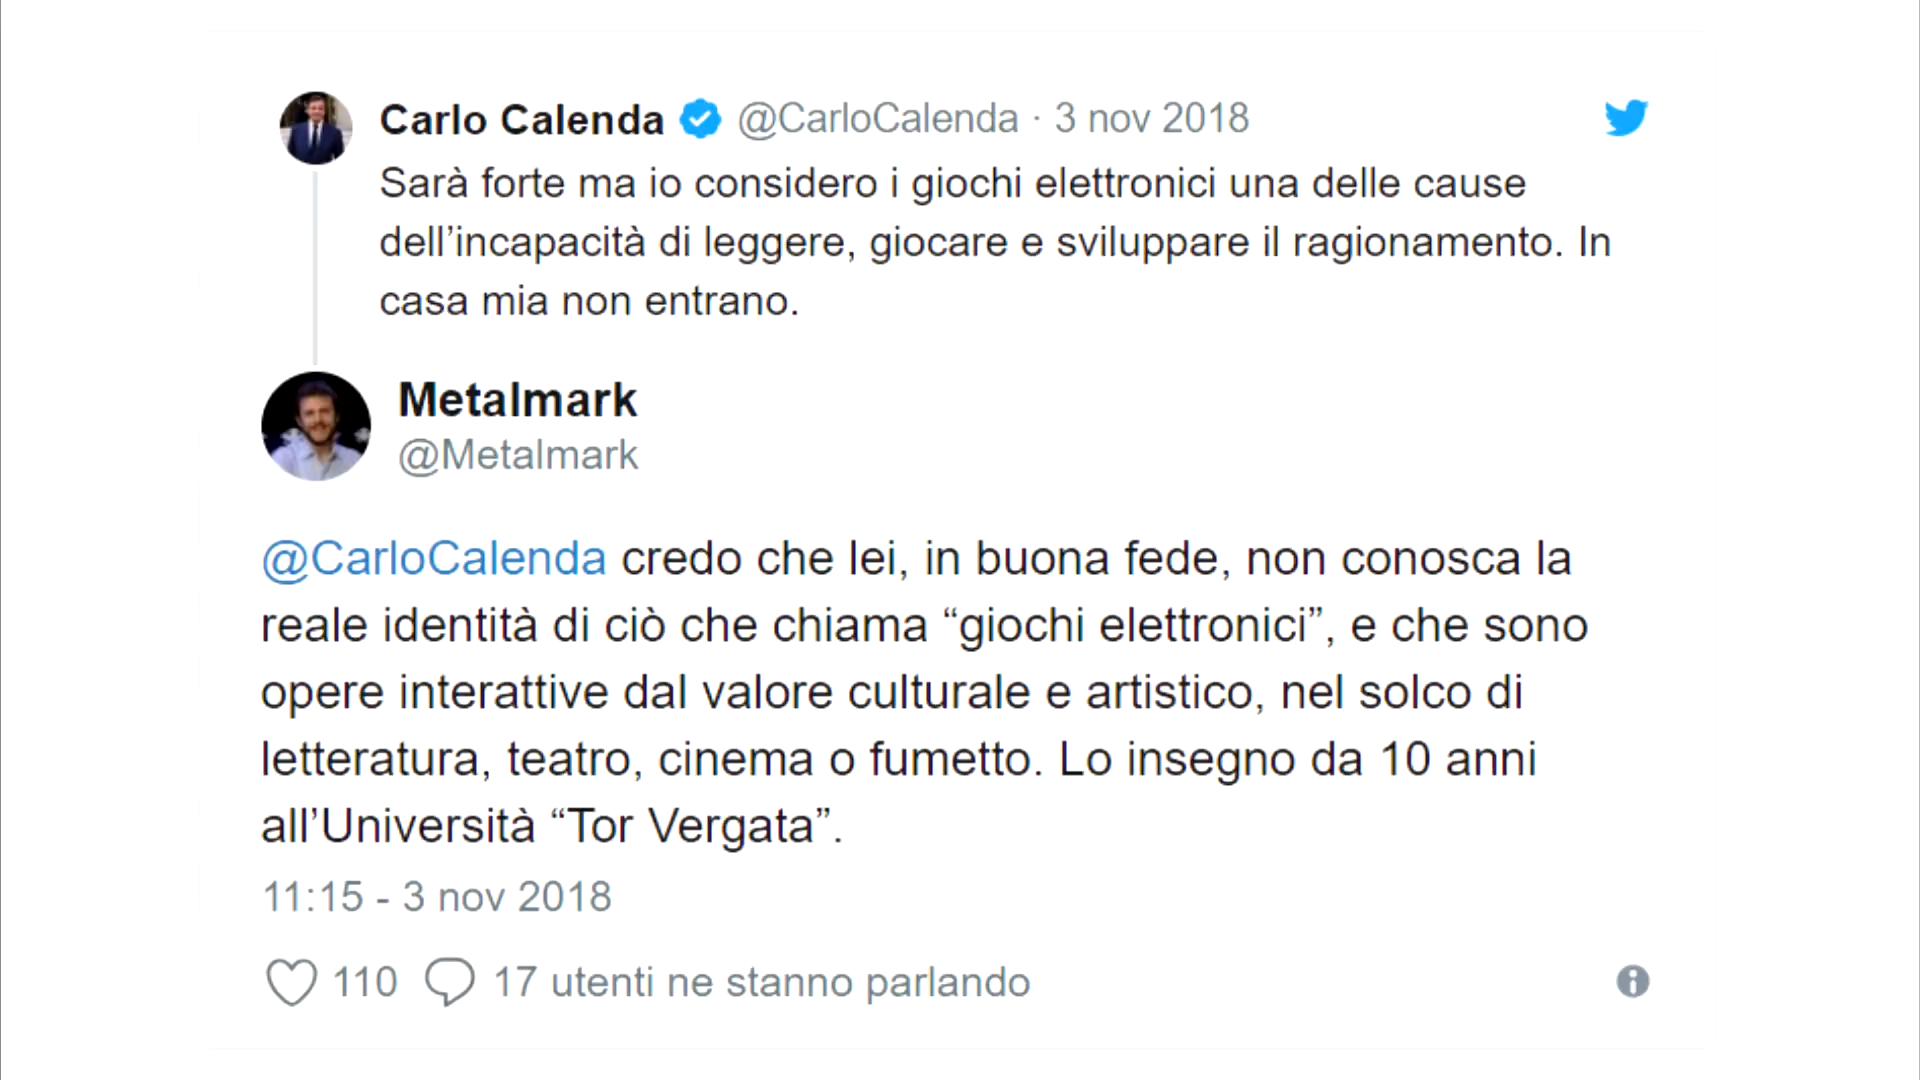 Carlo Calenda @CarloCalenda · 3 nov 2018
Sarà forte ma io considero i giochi elettronici una delle cause
dell’incapacità di leggere, giocare e sviluppare il ragionamento. In
casa mia non entrano.
Metalmark
@Metalmark
@CarloCalenda credo che lei, in buona fede, non conosca la
reale identità di ciò che chiama “giochi elettronici”, e che sono
opere interattive dal valore culturale e artistico, nel solco di
letteratura, teatro, cinema o fumetto. Lo insegno da 10 anni
all’Università “Tor Vergata”.
11:15 - 3 nov 2018
110 17 utenti ne stanno parlando